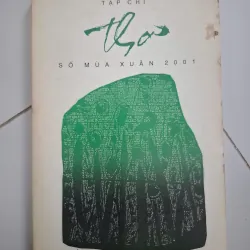 TẠP CHÍ
Thơ
SỐ MÙA XUÂN 2001